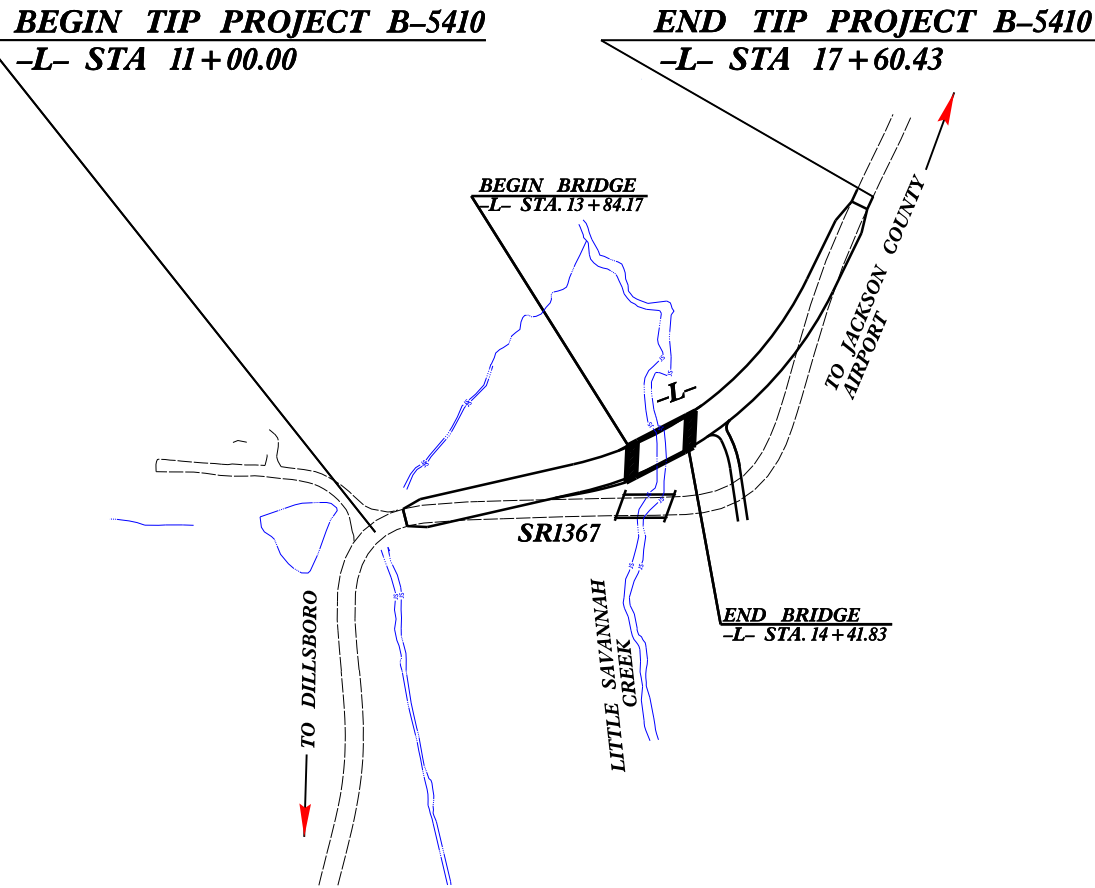 BEGIN TIP PROJECT B–5410
–L– STA 11+00.00
END TIP PROJECT B–5410
–L– STA 17+60.43
BEGIN BRIDGE
–L– STA. 13+84.17
TO JACKSON COUNTY
AIRPORT
–L–
SR1367
TO DILLSBORO
LITTLE SAVANNAH
CREEK
END BRIDGE
–L– STA. 14+41.83